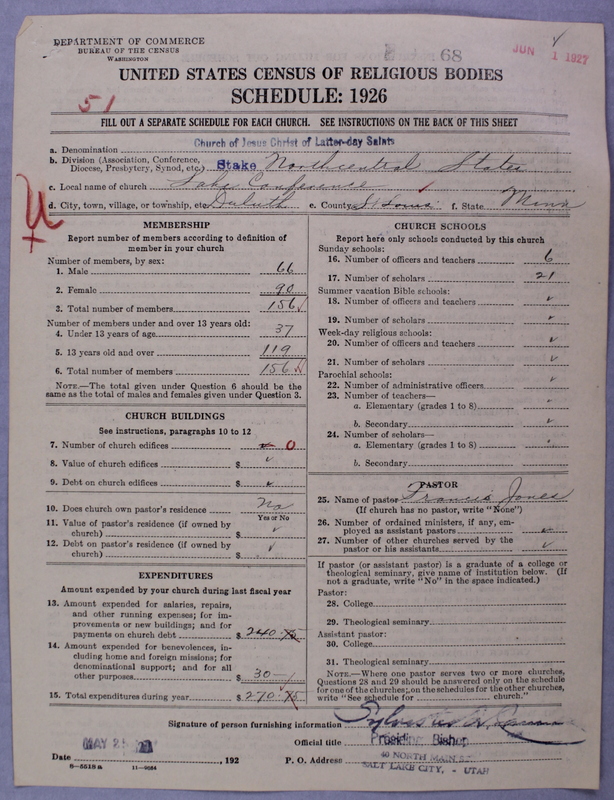 DEPARTMENT OF COMMERCE
BUREAU OF THE CENSUS
WASHINGTON
68
JUN 1 1927
UNITED STATES CENSUS OF RELIGIOUS BODIES
SCHEDULE: 1926
51
FILL OUT A SEPARATE SCHEDULE FOR EACH CHURCH. SEE INSTRUCTIONS ON THE BACK OF THIS SHEET
a. Denomination Church of Jesus Christ of Latter-day Saints
b. Division (Association, Conference, Diocese, Presbytery, Synod, etc.) Stake Northcentral States
c. Local name of church Lake Conference
d. City, town, village, or township, etc. Duluth e. County St Louis f. State Minn
U
MEMBERSHIP
Report number of members according to definition of member in your church
Number of members, by sex:
1. Male 66
2. Female 90
3. Total number of members 156
Number of members under and over 13 years old:
4. Under 13 years of age 37
5. 13 years old and over 119
6. Total number of members 156
NOTE.—The total given under Question 6 should be the same as the total of males and females given under Question 3.
CHURCH BUILDINGS
See instructions, paragraphs 10 to 12
7. Number of church edifices 0
8. Value of church edifices $ ✓
9. Debt on church edifices $ ✓
10. Does church own pastor's residence No
Yes or No
11. Value of pastor's residence (if owned by church) $ ✓
12. Debt on pastor's residence (if owned by church) $ ✓
EXPENDITURES
Amount expended by your church during last fiscal year
13. Amount expended for salaries, repairs, and other running expenses; for improvements or new buildings; and for payments on church debt $ 240.75
14. Amount expended for benevolences, including home and foreign missions; for denominational support; and for all other purposes $ 30—
15. Total expenditures during year $ 270.75
CHURCH SCHOOLS
Report here only schools conducted by this church
Sunday schools:
16. Number of officers and teachers 6
17. Number of scholars 21
Summer vacation Bible schools:
18. Number of officers and teachers ✓
19. Number of scholars ✓
Week-day religious schools:
20. Number of officers and teachers ✓
21. Number of scholars ✓
Parochial schools:
22. Number of administrative officers ✓
23. Number of teachers—
a. Elementary (grades 1 to 8) ✓
b. Secondary ✓
24. Number of scholars—
a. Elementary (grades 1 to 8) ✓
b. Secondary ✓
PASTOR
25. Name of pastor Francis Jones
(If church has no pastor, write "None")
26. Number of ordained ministers, if any, employed as assistant pastors ✓
27. Number of other churches served by the pastor or his assistants ✓
If pastor (or assistant pastor) is a graduate of a college or theological seminary, give name of institution below. (If not a graduate, write "No" in the space indicated.)
Pastor:
28. College
29. Theological seminary
Assistant pastor:
30. College
31. Theological seminary
NOTE.—Where one pastor serves two or more churches, Questions 28 and 29 should be answered only on the schedule for one of the churches; on the schedules for the other churches, write "See schedule for church."
Signature of person furnishing information Sylvester Q. Cannon
Official title Presiding Bishop
Date MAY 25, 192 P. O. Address 40 NORTH MAIN ST.
SALT LAKE CITY, - UTAH
8—5518 a 11—9654